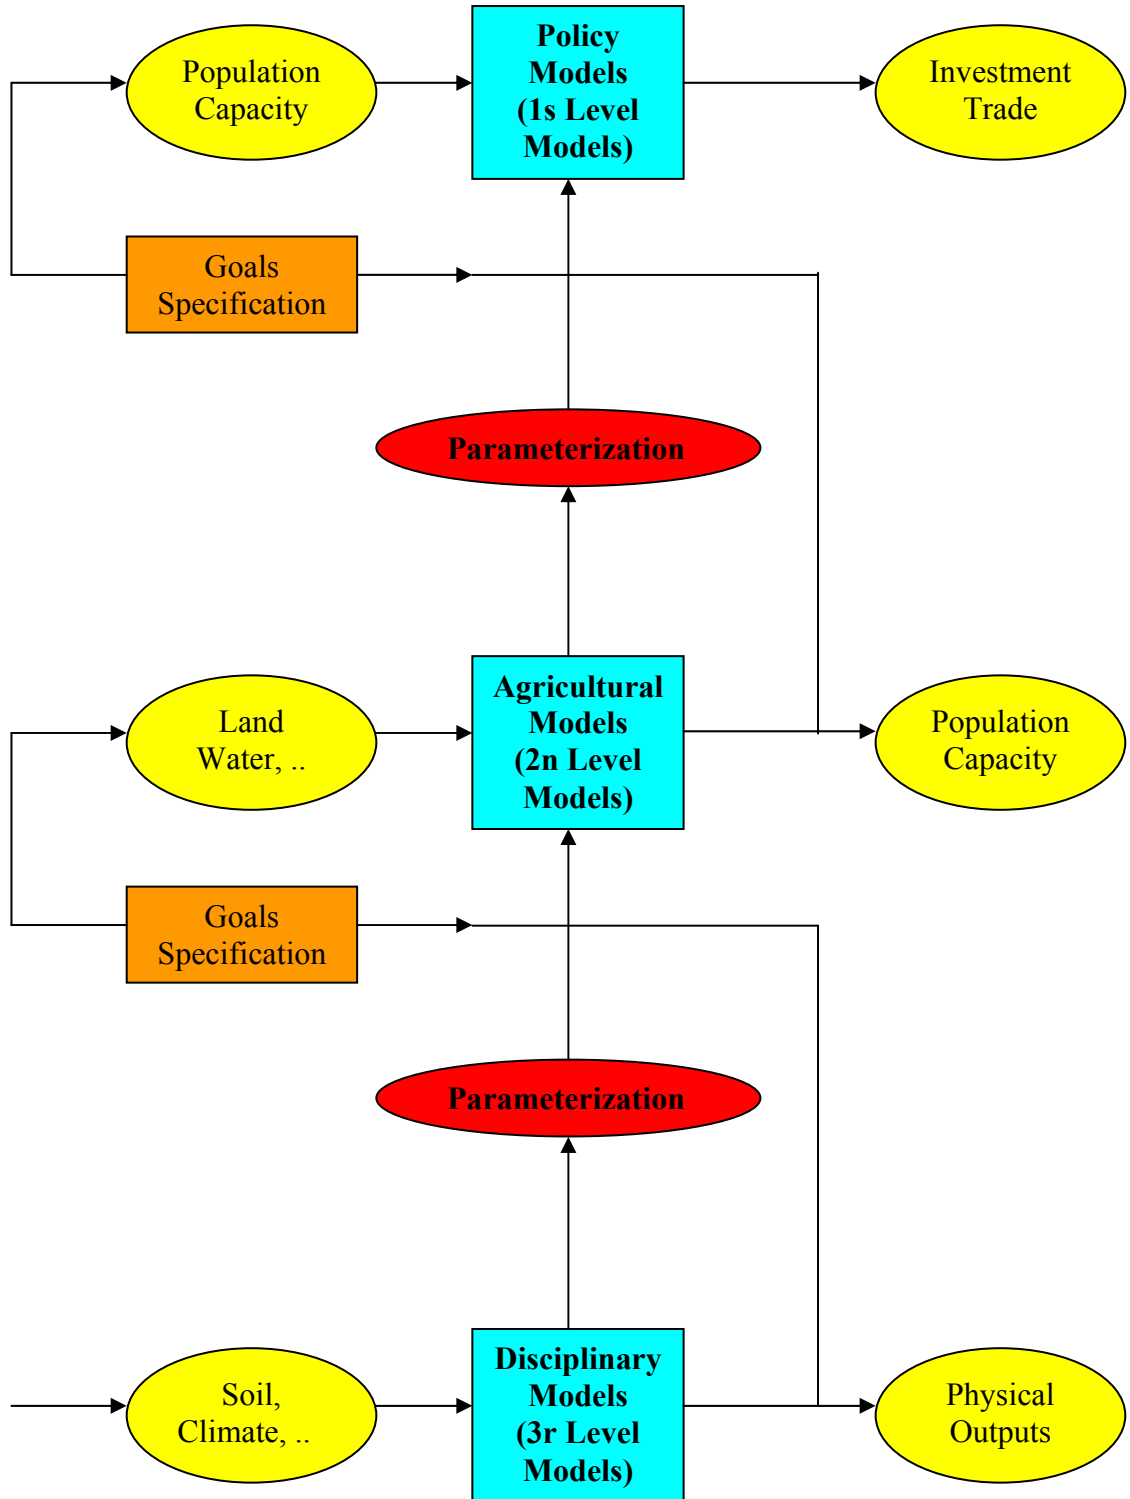 Population
Capacity
Policy
Models
(1s Level
Models)
Investment
Trade
Goals
Specification
Parameterization
Land
Water, ..
Agricultural
Models
(2n Level
Models)
Population
Capacity
Goals
Specification
Parameterization
Soil,
Climate, ..
Disciplinary
Models
(3r Level
Models)
Physical
Outputs